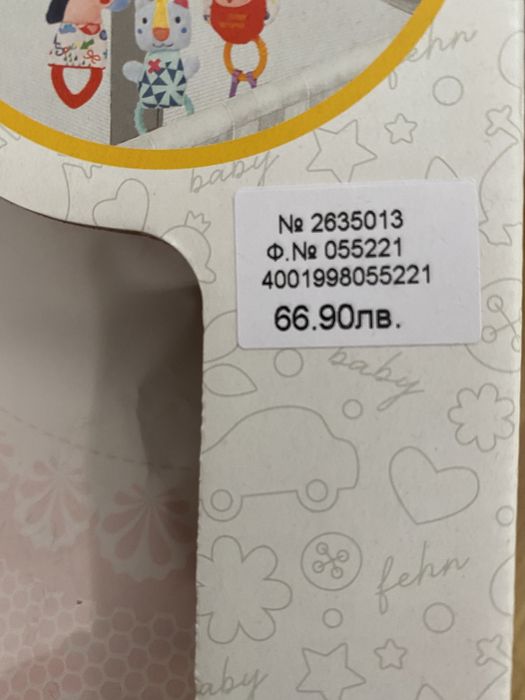 fehn
baby
№ 2635013
Ф.№ 055221
4001998055221
66.90лв.
baby
fehn
baby